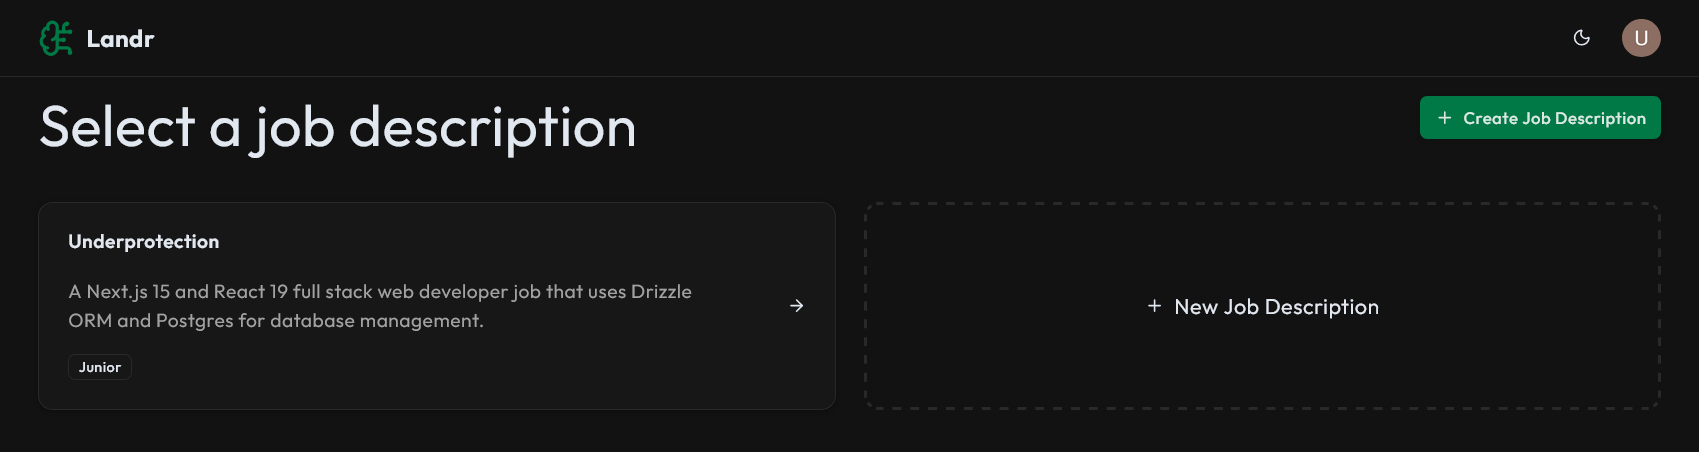 Landr
U
Select a job description
+ Create Job Description
Underprotection
A Next.js 15 and React 19 full stack web developer job that uses Drizzle
ORM and Postgres for database management.
Junior
+ New Job Description